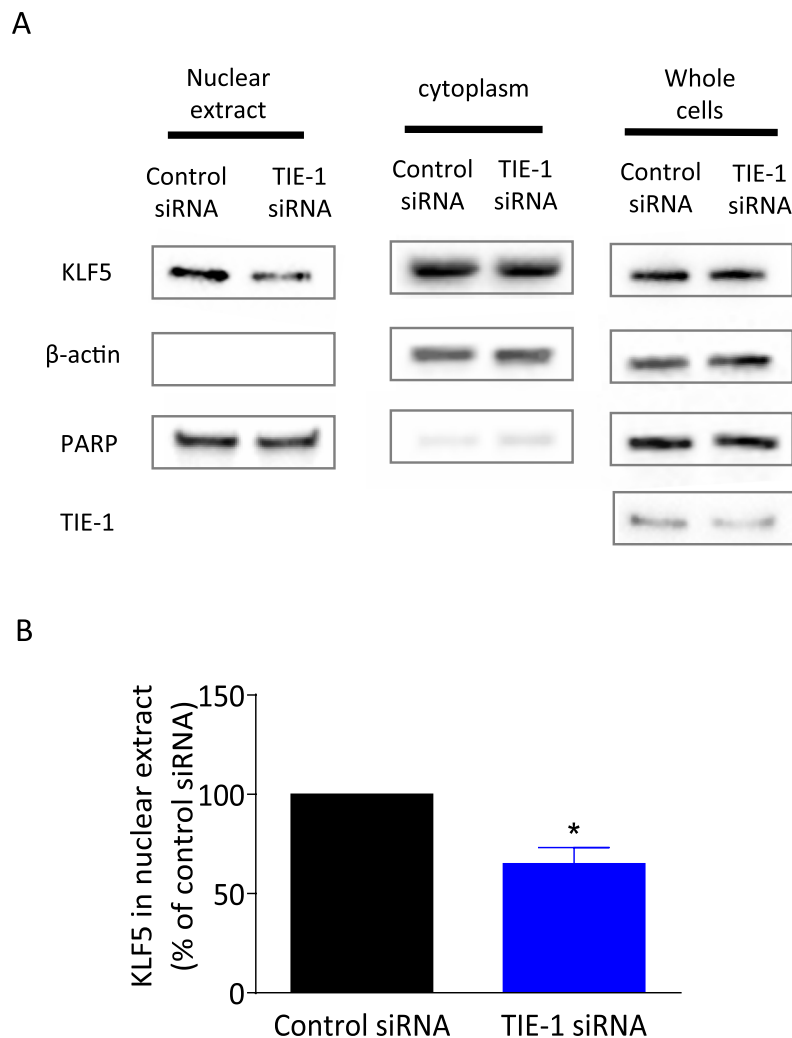 A
Nuclear
extract
cytoplasm
Whole
cells
Control
siRNA
TIE-1
siRNA
Control
siRNA
TIE-1
siRNA
Control
siRNA
TIE-1
siRNA
KLF5
β-actin
PARP
TIE-1
B
KLF5 in nuclear extract
(% of control siRNA)
150
100
50
0
*
Control siRNA
TIE-1 siRNA